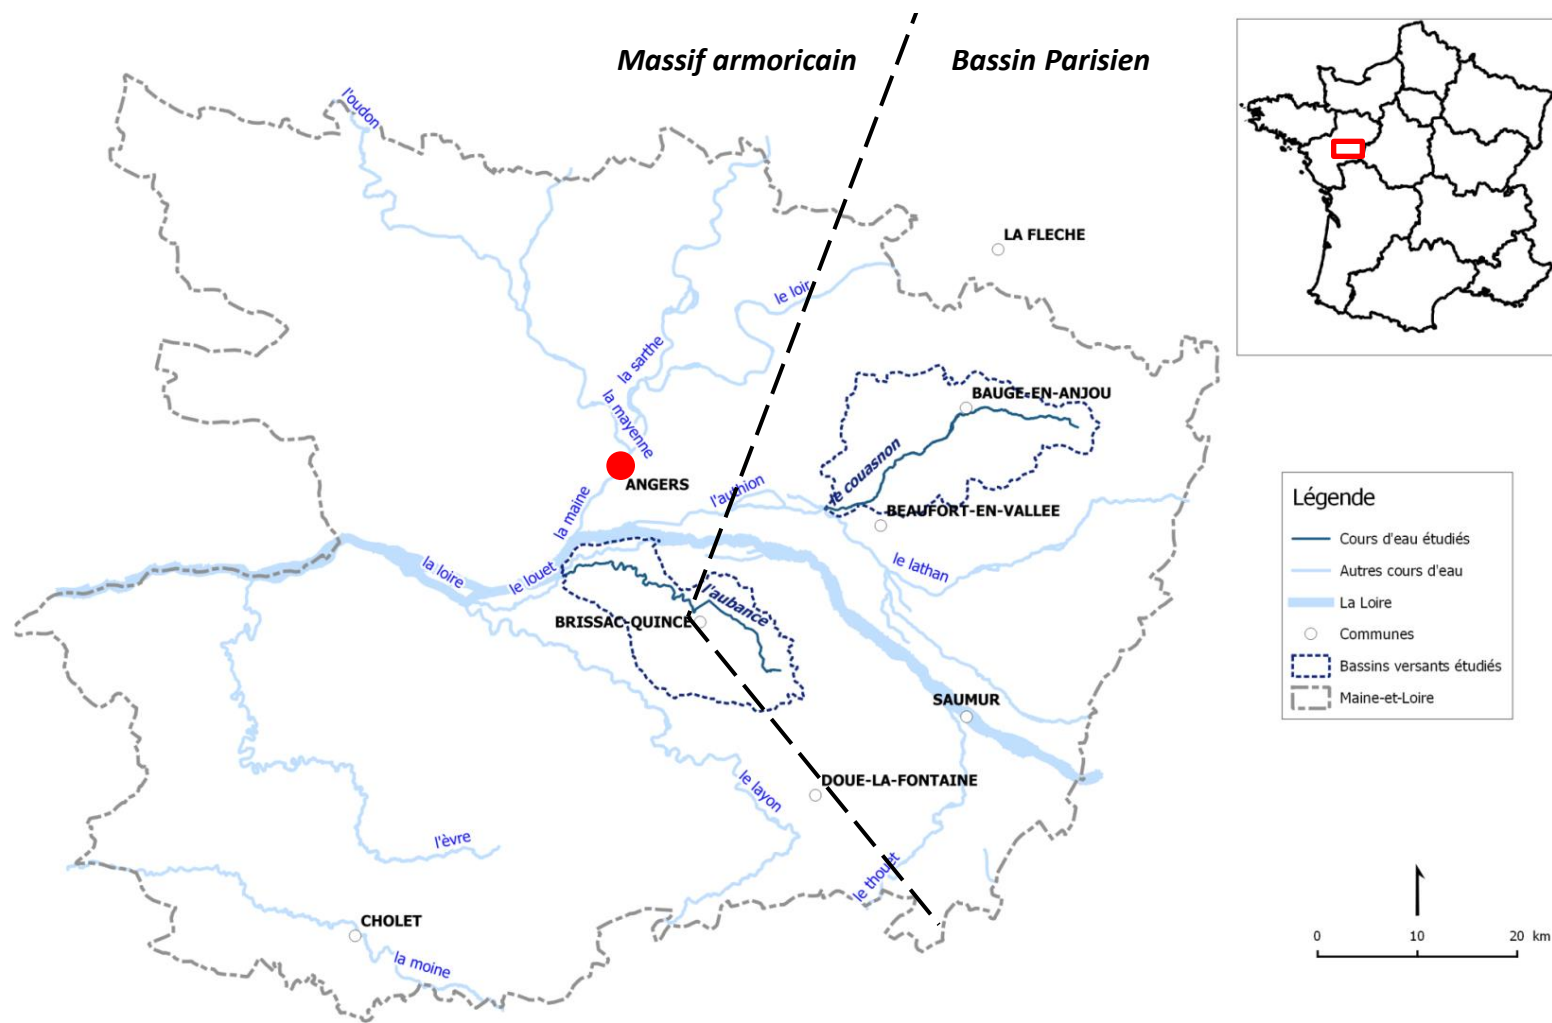 Massif armoricain
Bassin Parisien
l'oudon
LA FLECHE
le loir
la sarthe
la mayenne
BAUGE-EN-ANJOU
le couasnon
ANGERS
l'authion
BEAUFORT-EN-VALLEE
la maine
la loire
le louet
le lathan
l'aubance
BRISSAC-QUINCE
SAUMUR
DOUE-LA-FONTAINE
le layon
l'èvre
le thouet
CHOLET
la moine
Légende
Cours d'eau étudiés
Autres cours d'eau
La Loire
Communes
Bassins versants étudiés
Maine-et-Loire
0 10 20 km